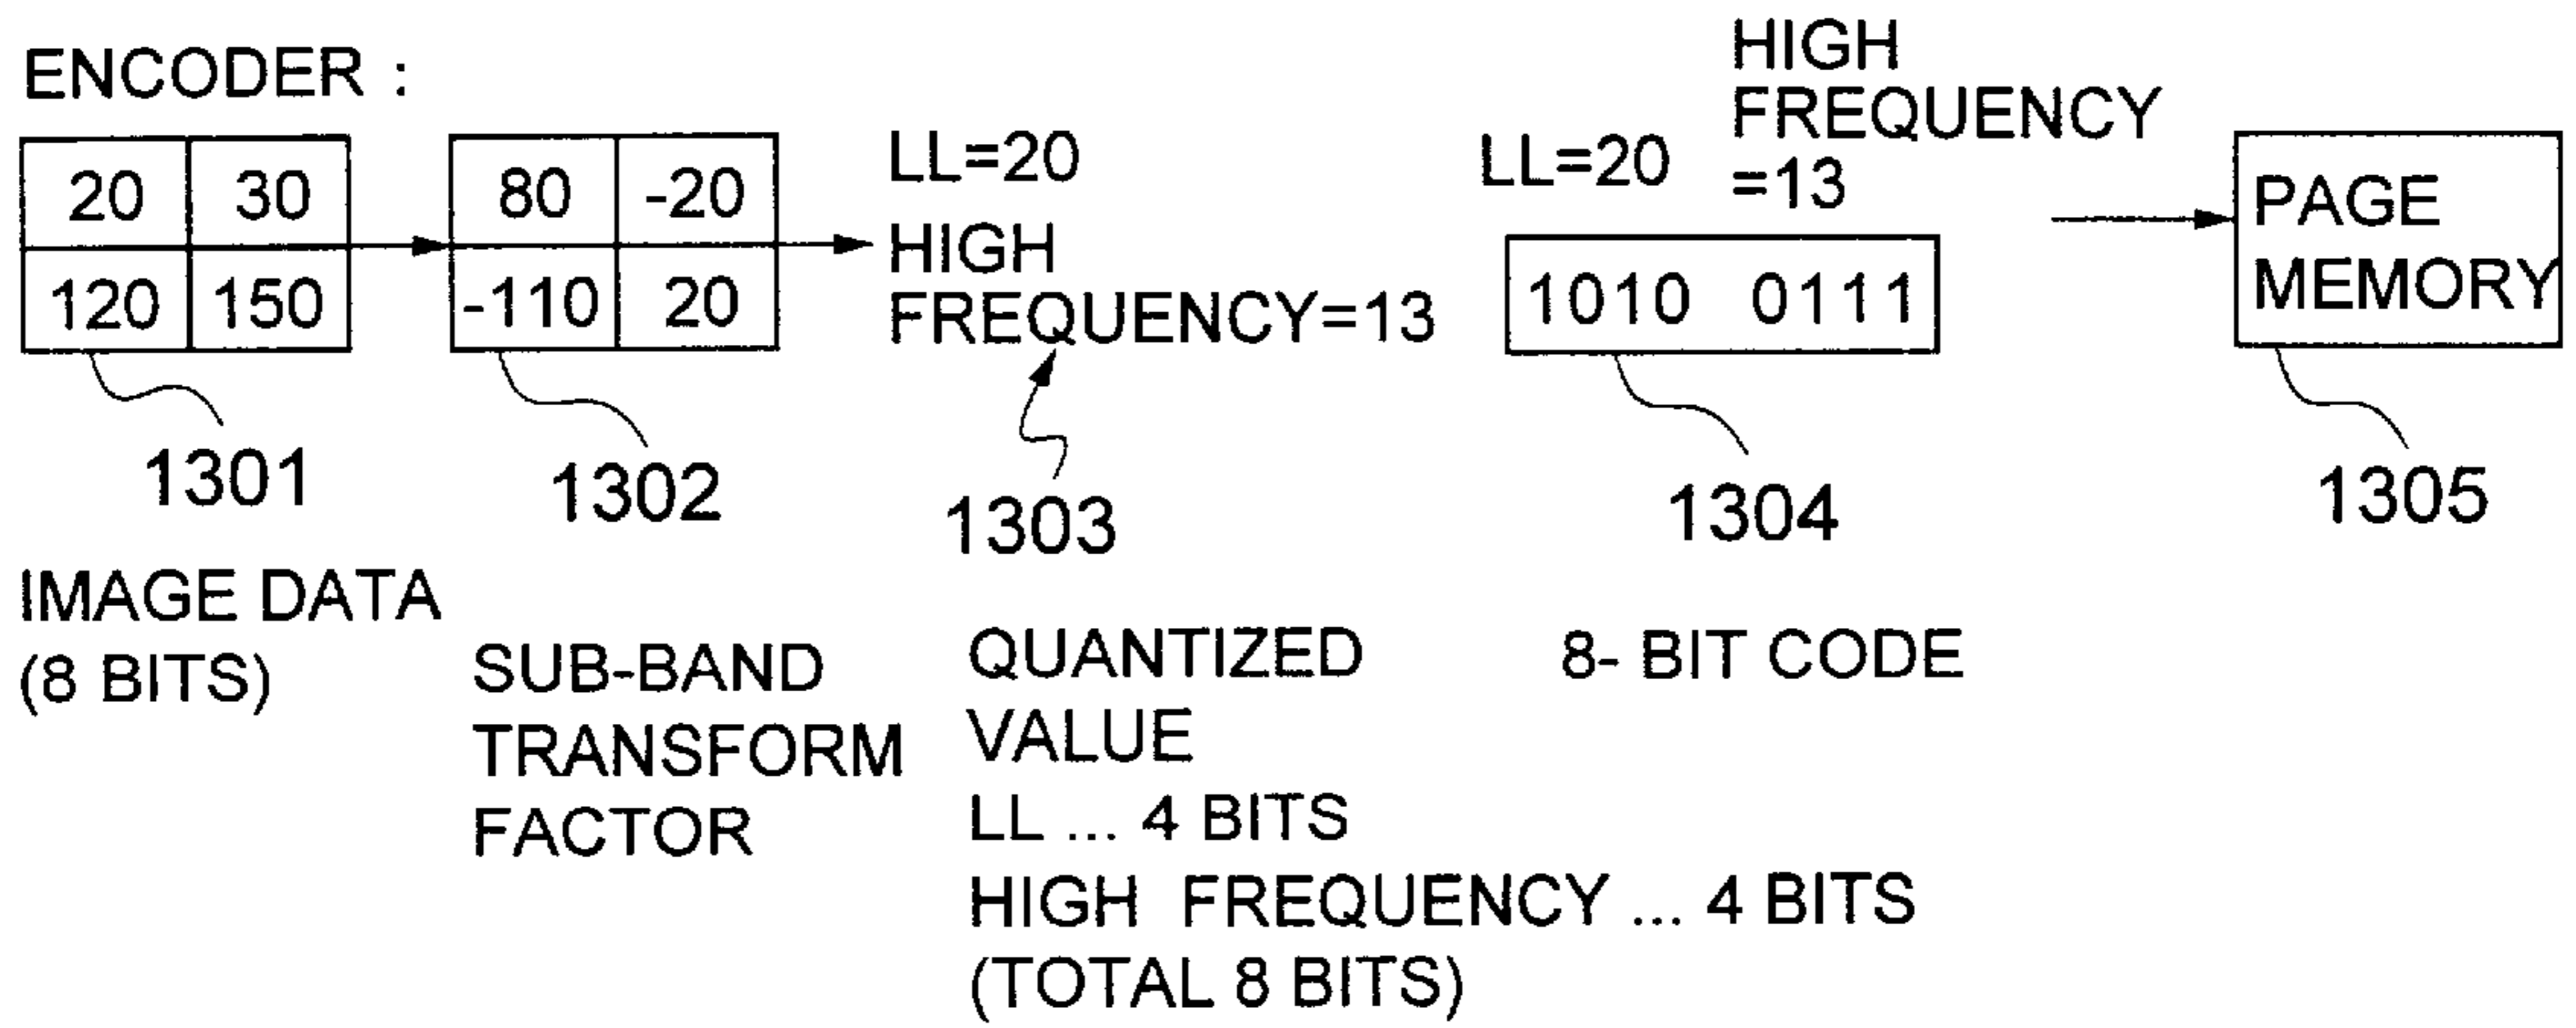 ENCODER :
20 30
120 150
1301
IMAGE DATA
(8 BITS)
80 -20
-110 20
1302
SUB-BAND
TRANSFORM
FACTOR
LL=20
HIGH
FREQUENCY=13
1303
QUANTIZED
VALUE
LL ... 4 BITS
HIGH FREQUENCY ... 4 BITS
(TOTAL 8 BITS)
LL=20
HIGH
FREQUENCY
=13
1010 0111
1304
8- BIT CODE
PAGE
MEMORY
1305